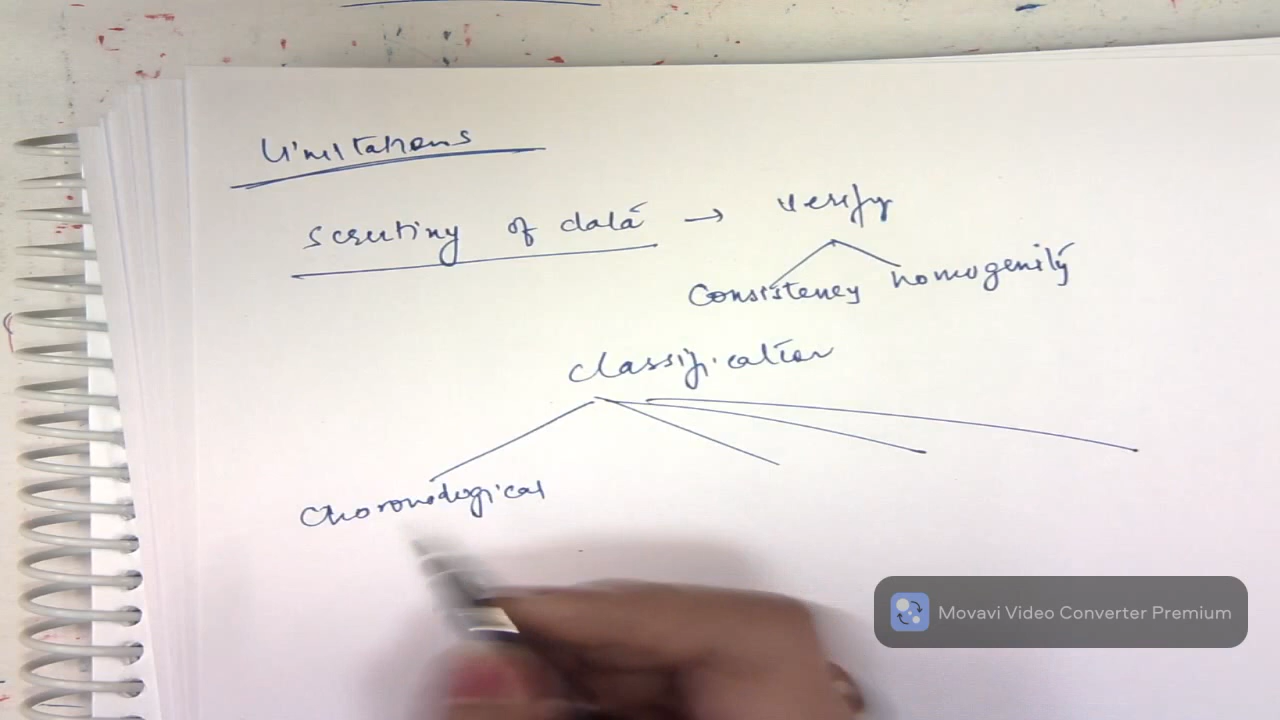 Limitations
Scrutiny of data → verify
Consistency homogenity
Classification
Choronological
Movavi Video Converter Premium